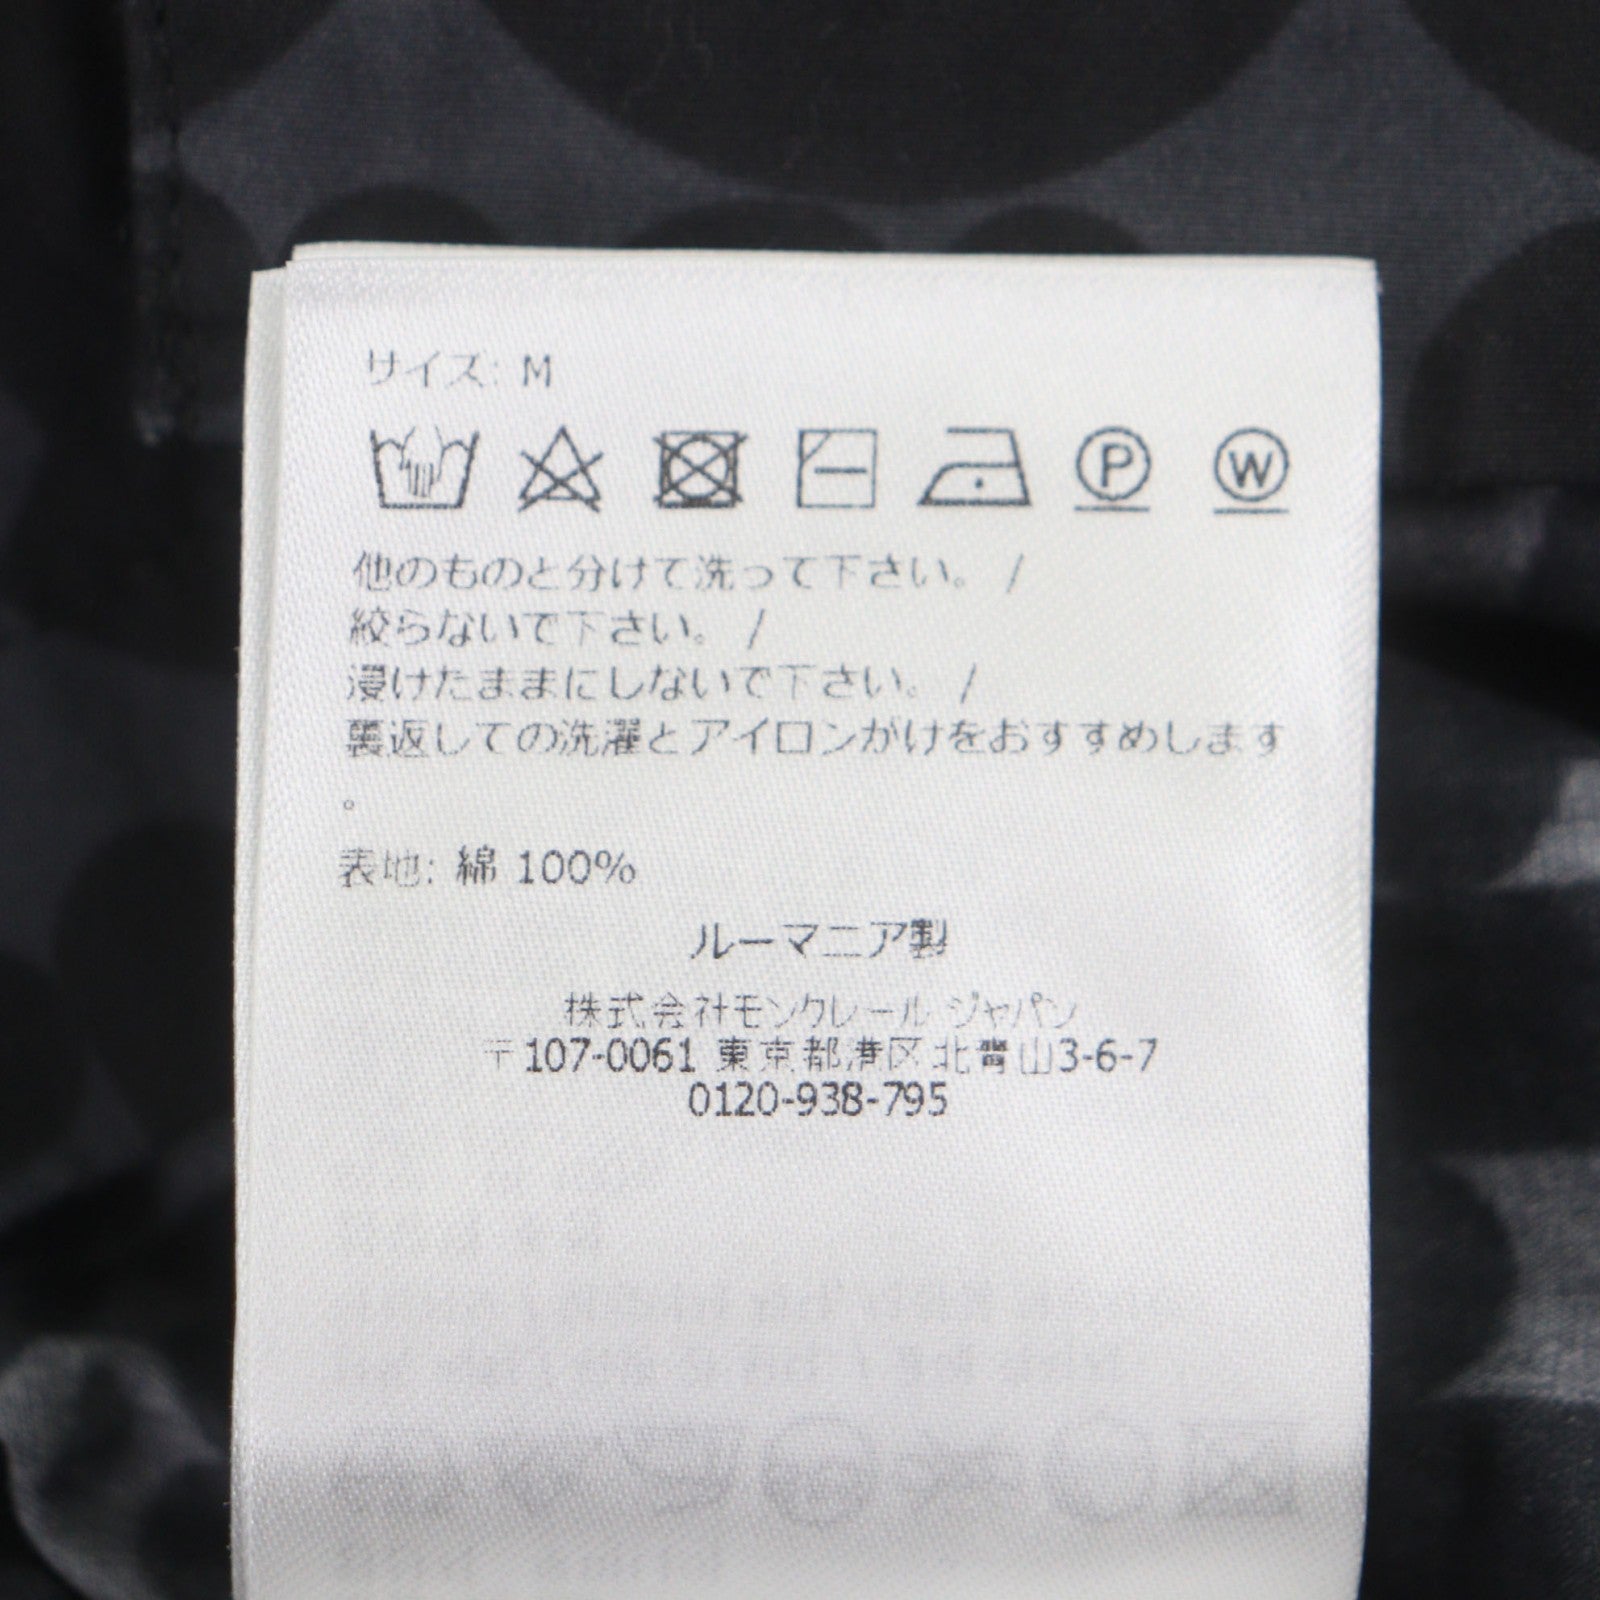 サイズ: M
P W
他のものと分けて洗って下さい。 /
絞らないで下さい。 /
浸けたままにしないで下さい。 /
裏返しての洗濯とアイロンがけをおすすめします
。
表地: 綿 100%
ルーマニア製
株式会社モンクレール ジャパン
〒107-0061 東京都港区北青山3-6-7
0120-938-795